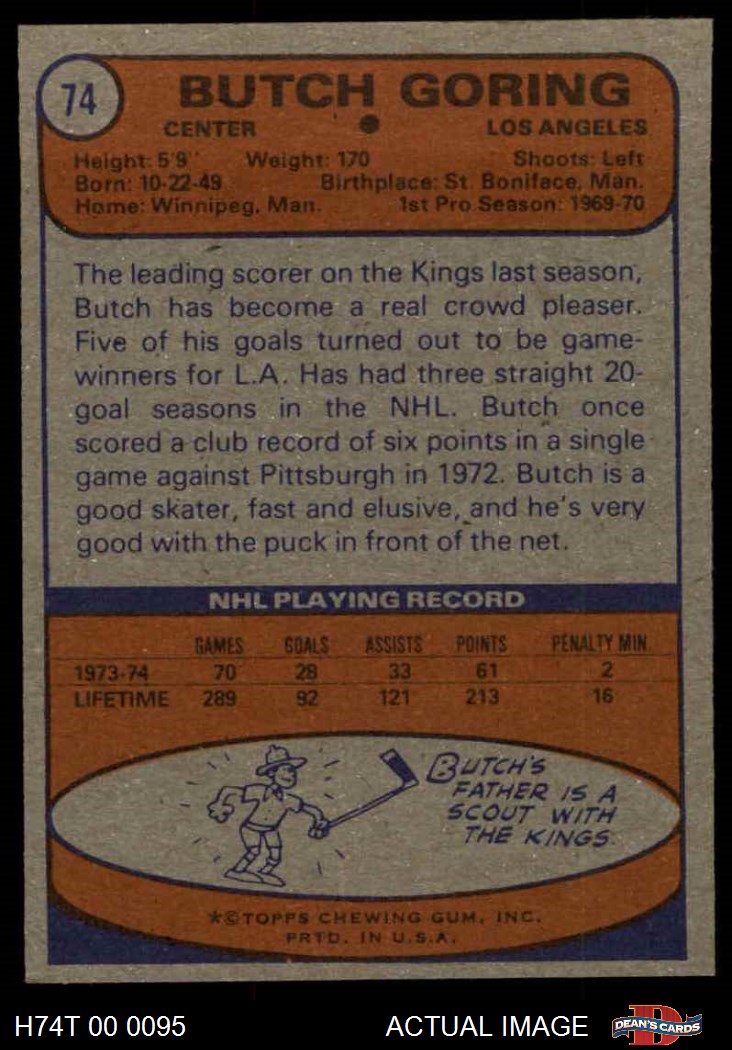 74
BUTCH GORING
CENTER LOS ANGELES
Height: 5'9" Weight: 170 Shoots: Left
Born: 10-22-49 Birthplace: St. Boniface, Man.
Home: Winnipeg, Man. 1st Pro Season: 1969-70
The leading scorer on the Kings last season,
Butch has become a real crowd pleaser.
Five of his goals turned out to be game-
winners for L.A. Has had three straight 20-
goal seasons in the NHL. Butch once
scored a club record of six points in a single
game against Pittsburgh in 1972. Butch is a
good skater, fast and elusive, and he's very
good with the puck in front of the net.
NHL PLAYING RECORD
GAMES GOALS ASSISTS POINTS PENALTY MIN.
1973-74 70 28 33 61 2
LIFETIME 289 92 121 213 16
BUTCH'S
FATHER IS A
SCOUT WITH
THE KINGS
*©TOPPS CHEWING GUM, INC.
PRTD. IN U.S.A.
H74T 00 0095 ACTUAL IMAGE
D
DEAN'S CARDS